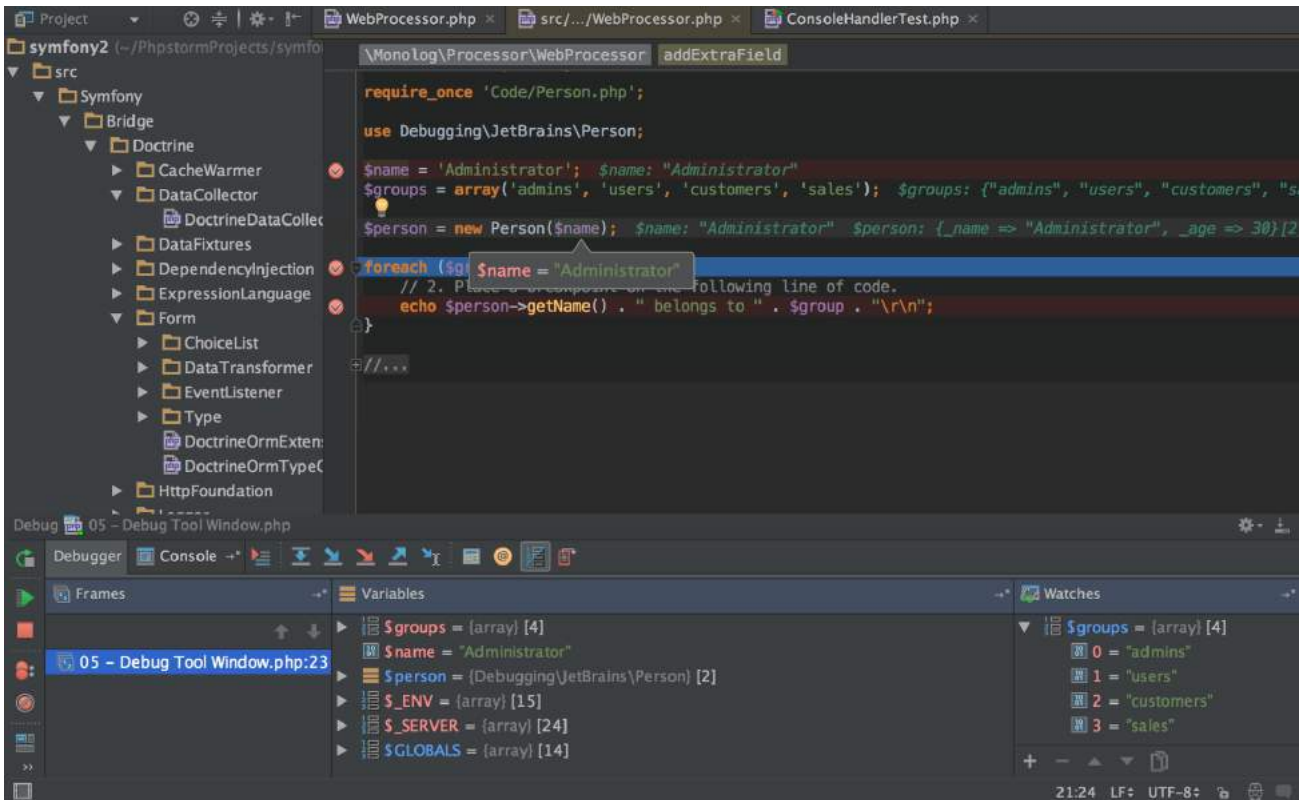 Project
WebProcessor.php
src/.../WebProcessor.php
ConsoleHandlerTest.php
symfony2 (~/PhpstormProjects/symfo
\Monolog\Processor\WebProcessor addExtraField
src
Symfony
Bridge
Doctrine
CacheWarmer
DataCollector
DoctrineDataCollec
DataFixtures
DependencyInjection
ExpressionLanguage
Form
ChoiceList
DataTransformer
EventListener
Type
DoctrineOrmExten
DoctrineOrmType
HttpFoundation
require_once 'Code/Person.php';
use Debugging\JetBrains\Person;
$name = 'Administrator'; $name: "Administrator"
$groups = array('admins', 'users', 'customers', 'sales'); $groups: {"admins", "users", "customers", "s
$person = new Person($name); $name: "Administrator" $person: {_name => "Administrator", _age => 30}[2
foreach ($g
$name = "Administrator"
// 2. Place a breakpoint on the following line of code.
echo $person->getName() . " belongs to " . $group . "\r\n";
}
//...
Debug 05 – Debug Tool Window.php
Debugger Console
Frames
05 – Debug Tool Window.php:23
Variables
$groups = {array} [4]
$name = "Administrator"
$person = {Debugging\JetBrains\Person} [2]
$_ENV = {array} [15]
$_SERVER = {array} [24]
$GLOBALS = {array} [14]
Watches
$groups = {array} [4]
0 = "admins"
1 = "users"
2 = "customers"
3 = "sales"
21:24 LF UTF-8